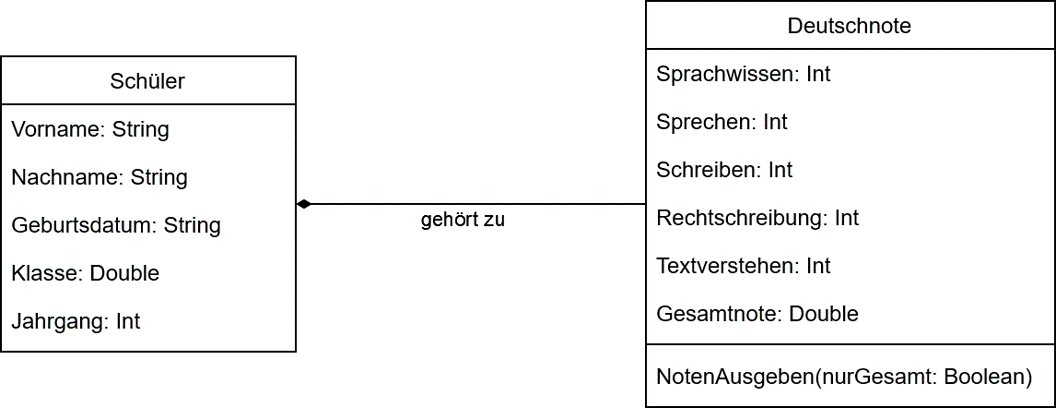 Schüler
Vorname: String
Nachname: String
Geburtsdatum: String
Klasse: Double
Jahrgang: Int
gehört zu
Deutschnote
Sprachwissen: Int
Sprechen: Int
Schreiben: Int
Rechtschreibung: Int
Textverstehen: Int
Gesamtnote: Double
NotenAusgeben(nurGesamt: Boolean)